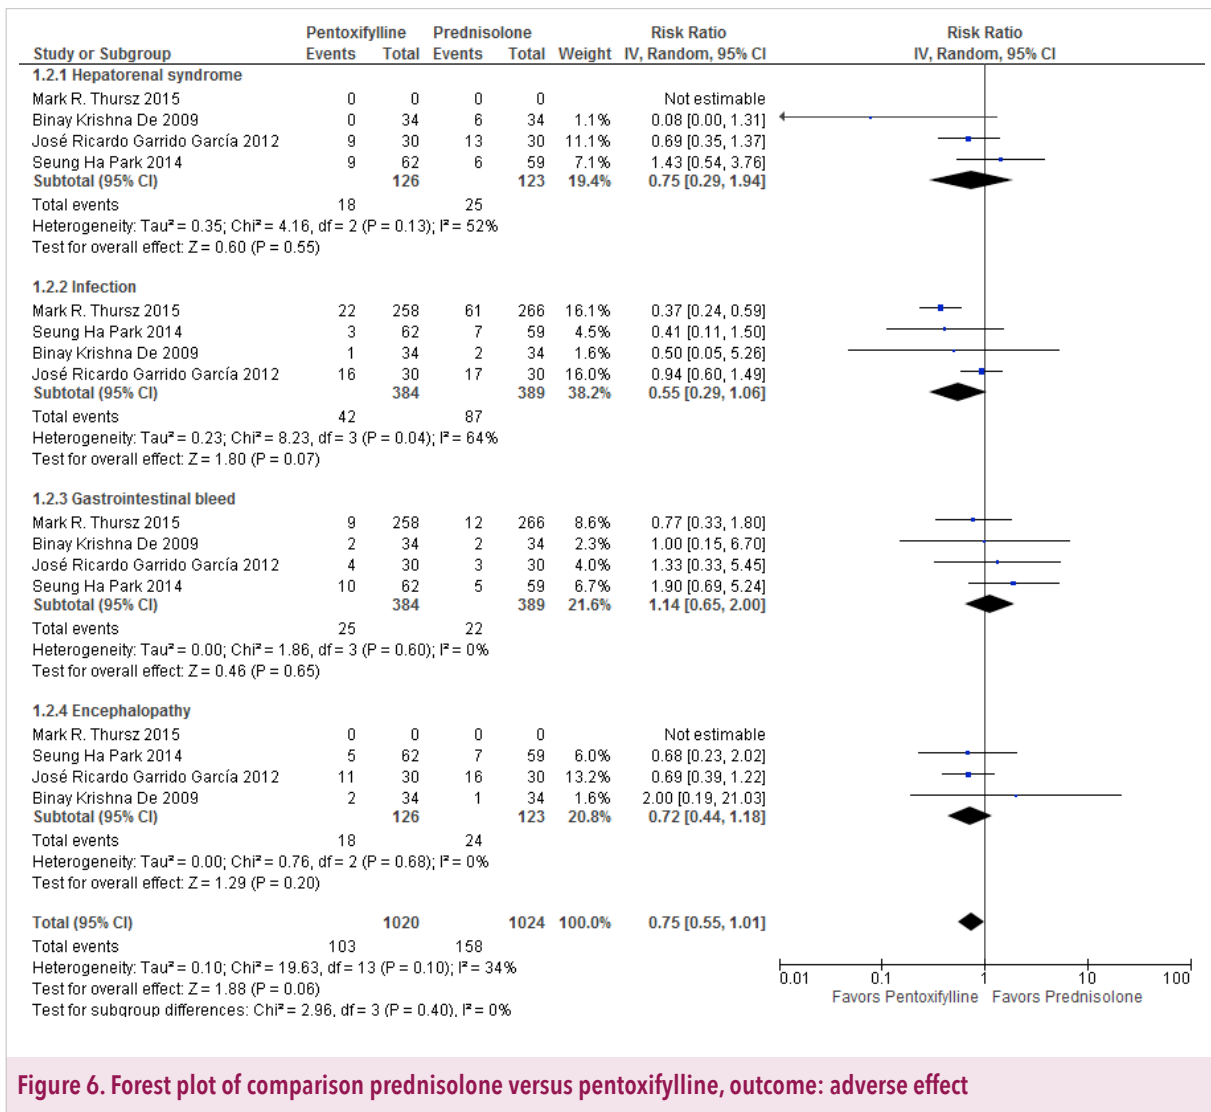 Pentoxifylline Prednisolone Risk Ratio Risk Ratio
Study or Subgroup Events Total Events Total Weight IV, Random, 95% CI IV, Random, 95% CI
1.2.1 Hepatorenal syndrome
Mark R. Thursz 2015 0 0 0 0 Not estimable
Binay Krishna De 2009 0 34 6 34 1.1% 0.08 [0.00, 1.31]
José Ricardo Garrido García 2012 9 30 13 30 11.1% 0.69 [0.35, 1.37]
Seung Ha Park 2014 9 62 6 59 7.1% 1.43 [0.54, 3.76]
Subtotal (95% CI) 126 123 19.4% 0.75 [0.29, 1.94]
Total events 18 25
Heterogeneity: Tau² = 0.35; Chi² = 4.16, df = 2 (P = 0.13); I² = 52%
Test for overall effect: Z = 0.60 (P = 0.55)
1.2.2 Infection
Mark R. Thursz 2015 22 258 61 266 16.1% 0.37 [0.24, 0.59]
Seung Ha Park 2014 3 62 7 59 4.5% 0.41 [0.11, 1.50]
Binay Krishna De 2009 1 34 2 34 1.6% 0.50 [0.05, 5.26]
José Ricardo Garrido García 2012 16 30 17 30 16.0% 0.94 [0.60, 1.49]
Subtotal (95% CI) 384 389 38.2% 0.55 [0.29, 1.06]
Total events 42 87
Heterogeneity: Tau² = 0.23; Chi² = 8.23, df = 3 (P = 0.04); I² = 64%
Test for overall effect: Z = 1.80 (P = 0.07)
1.2.3 Gastrointestinal bleed
Mark R. Thursz 2015 9 258 12 266 8.6% 0.77 [0.33, 1.80]
Binay Krishna De 2009 2 34 2 34 2.3% 1.00 [0.15, 6.70]
José Ricardo Garrido García 2012 4 30 3 30 4.0% 1.33 [0.33, 5.45]
Seung Ha Park 2014 10 62 5 59 6.7% 1.90 [0.69, 5.24]
Subtotal (95% CI) 384 389 21.6% 1.14 [0.65, 2.00]
Total events 25 22
Heterogeneity: Tau² = 0.00; Chi² = 1.86, df = 3 (P = 0.60); I² = 0%
Test for overall effect: Z = 0.46 (P = 0.65)
1.2.4 Encephalopathy
Mark R. Thursz 2015 0 0 0 0 Not estimable
Seung Ha Park 2014 5 62 7 59 6.0% 0.68 [0.23, 2.02]
José Ricardo Garrido García 2012 11 30 16 30 13.2% 0.69 [0.39, 1.22]
Binay Krishna De 2009 2 34 1 34 1.6% 2.00 [0.19, 21.03]
Subtotal (95% CI) 126 123 20.8% 0.72 [0.44, 1.18]
Total events 18 24
Heterogeneity: Tau² = 0.00; Chi² = 0.76, df = 2 (P = 0.68); I² = 0%
Test for overall effect: Z = 1.29 (P = 0.20)
Total (95% CI) 1020 1024 100.0% 0.75 [0.55, 1.01]
Total events 103 158
Heterogeneity: Tau² = 0.10; Chi² = 19.63, df = 13 (P = 0.10); I² = 34%
Test for overall effect: Z = 1.88 (P = 0.06)
Test for subgroup differences: Chi² = 2.96, df = 3 (P = 0.40), I² = 0%
0.01 0.1 1 10 100
Favors Pentoxifylline Favors Prednisolone
Figure 6. Forest plot of comparison prednisolone versus pentoxifylline, outcome: adverse effect